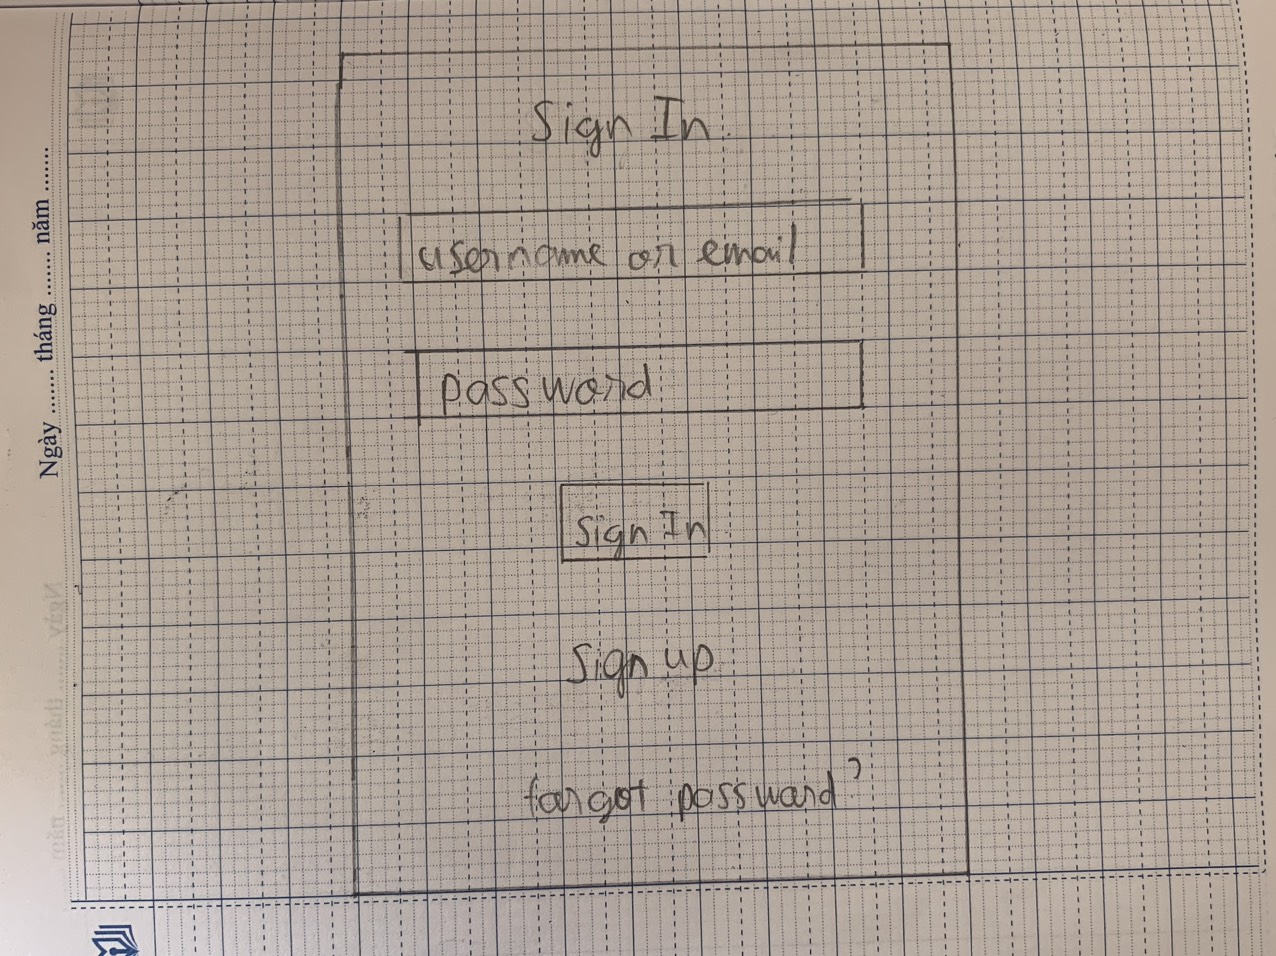 Ngày ....... tháng ........ năm .......
Sign In
username or email
password
Sign In
Sign up
forgot password?